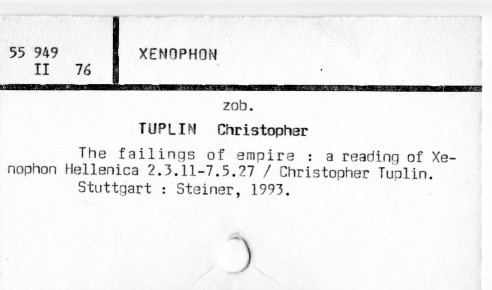 55 949
II 76
XENOPHON
zob.
TUPLIN Christopher
The failings of empire : a reading of Xe-
nophon Hellenica 2.3.11-7.5.27 / Christopher Tuplin.
Stuttgart : Steiner, 1993.